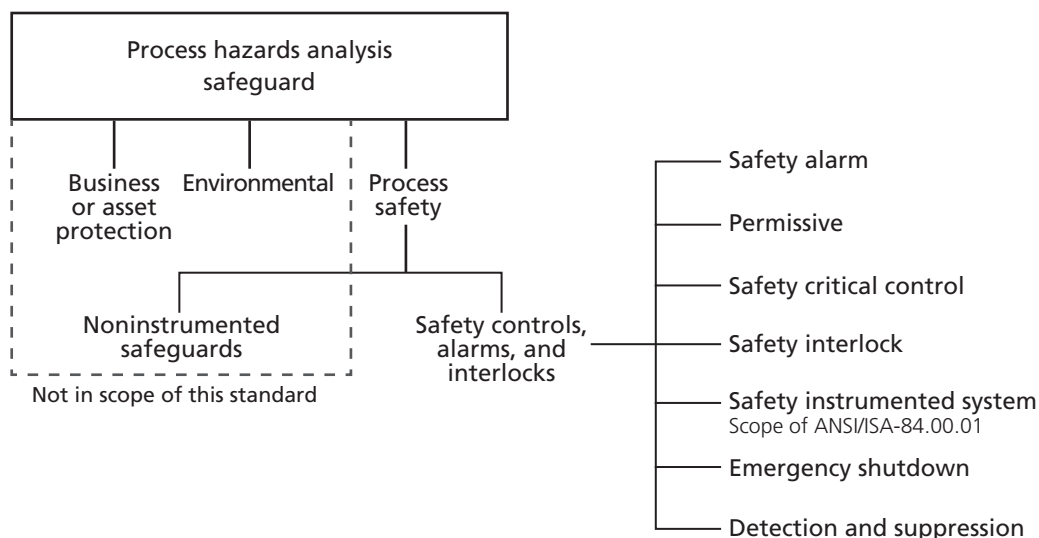 Process hazards analysis
safeguard
Business
or asset
protection
Environmental
Process
safety
Noninstrumented
safeguards
Safety controls,
alarms, and
interlocks
Not in scope of this standard
Safety alarm
Permissive
Safety critical control
Safety interlock
Safety instrumented system
Scope of ANSI/ISA-84.00.01
Emergency shutdown
Detection and suppression